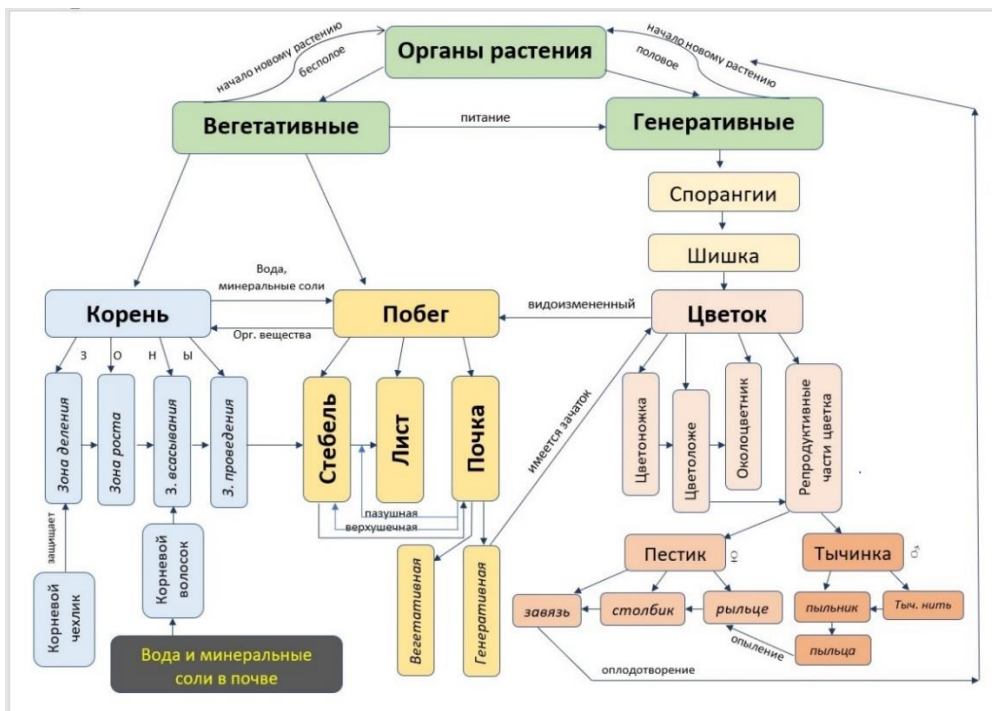 Органы растения
начало новому растению
бесполое
начало новому растению
половое
Вегетативные
питание
Генеративные
Спорангии
Шишка
Вода,
минеральные соли
Корень
Побег
видоизмененный
Цветок
Орг. вещества
З О Н Ы
Зона деления
Зона роста
З. всасывания
З. проведения
Стебель
Лист
Почка
имеется зачаток
Цветоножка
Цветоложе
Околоцветник
Репродуктивные
части цветка
пазушная
верхушечная
защищает
Корневой
чехлик
Корневой
волосок
Вегетативная
Генеративная
Пестик ♀
Тычинка ♂
завязь
столбик
рыльце
пыльник
Тыч. нить
опыление
пыльца
Вода и минеральные
соли в почве
оплодотворение